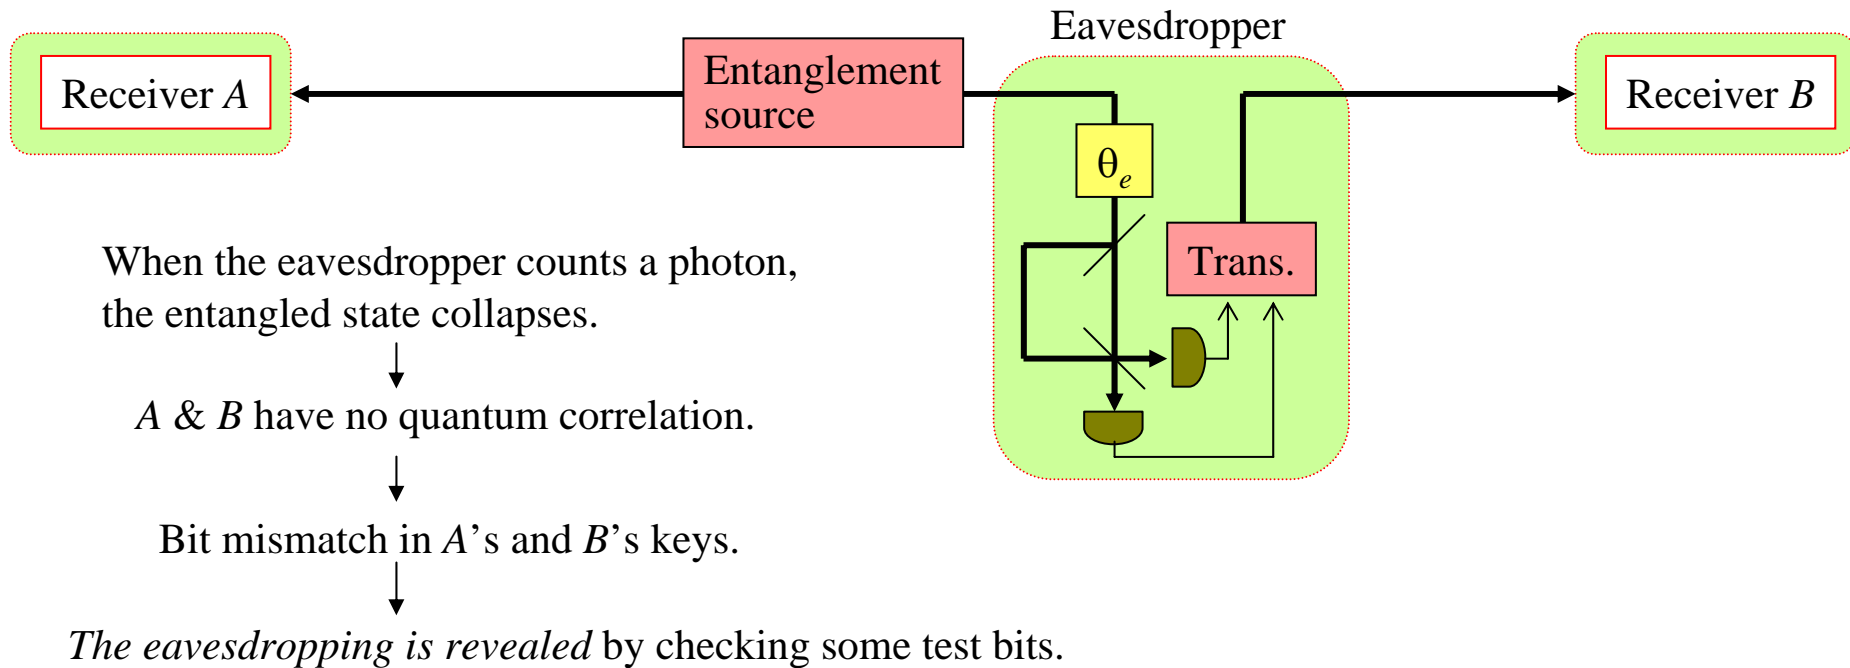 Eavesdropper
Receiver A
Entanglement
source
Receiver B
θe
Trans.
When the eavesdropper counts a photon,
the entangled state collapses.
A & B have no quantum correlation.
Bit mismatch in A’s and B’s keys.
The eavesdropping is revealed by checking some test bits.